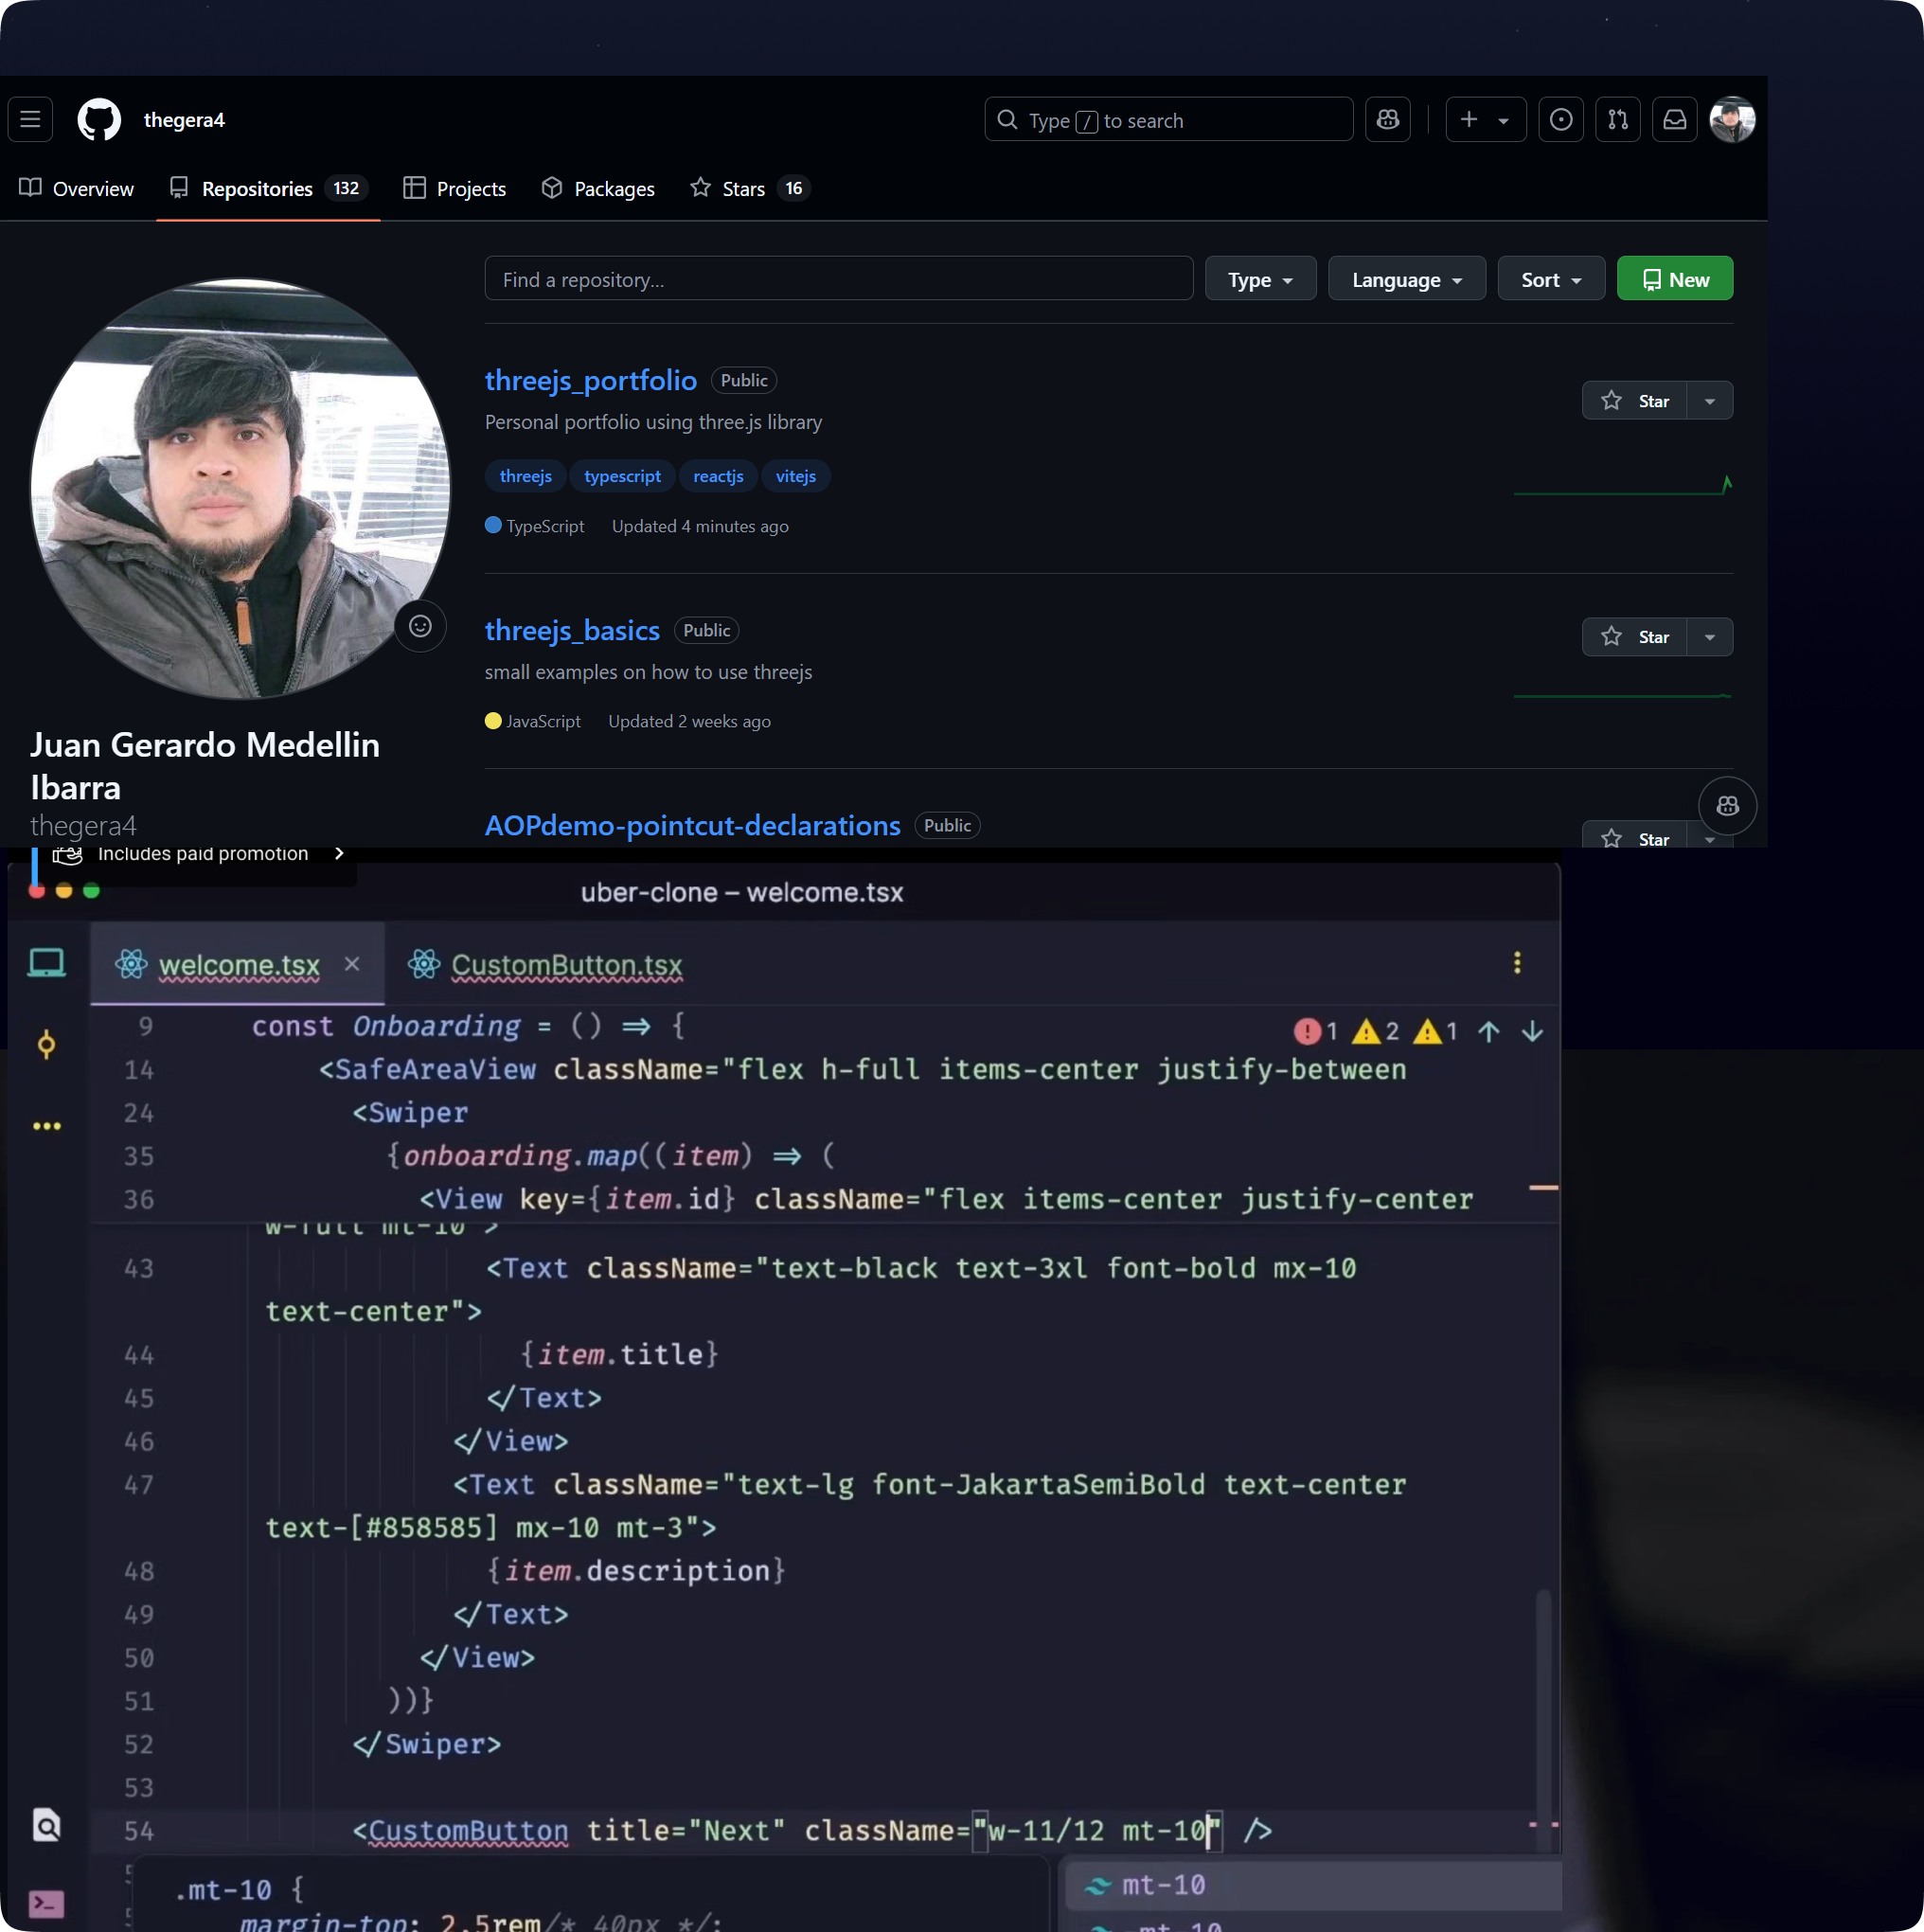 thegera4
Type / to search
Overview
Repositories 132
Projects
Packages
Stars 16
Find a repository...
Type
Language
Sort
New
threejs_portfolio Public
Star
Personal portfolio using three.js library
threejs typescript reactjs vitejs
TypeScript Updated 4 minutes ago
threejs_basics Public
Star
small examples on how to use threejs
JavaScript Updated 2 weeks ago
AOPdemo-pointcut-declarations Public
Star
Juan Gerardo Medellin
Ibarra
thegera4
Includes paid promotion
uber-clone – welcome.tsx
welcome.tsx
CustomButton.tsx
9 const Onboarding = () => {
1 2 1
14 <SafeAreaView className="flex h-full items-center justify-between
24 <Swiper
35 {onboarding.map((item) => (
36 <View key={item.id} className="flex items-center justify-center
w-full mt-10">
43 <Text className="text-black text-3xl font-bold mx-10
text-center">
44 {item.title}
45 </Text>
46 </View>
47 <Text className="text-lg font-JakartaSemiBold text-center
text-[#858585] mx-10 mt-3">
48 {item.description}
49 </Text>
50 </View>
51 ))}
52 </Swiper>
53
54 <CustomButton title="Next" className="w-11/12 mt-10" />
.mt-10 {
margin-top: 2.5rem/* 40px */;
mt-10
-mt-10